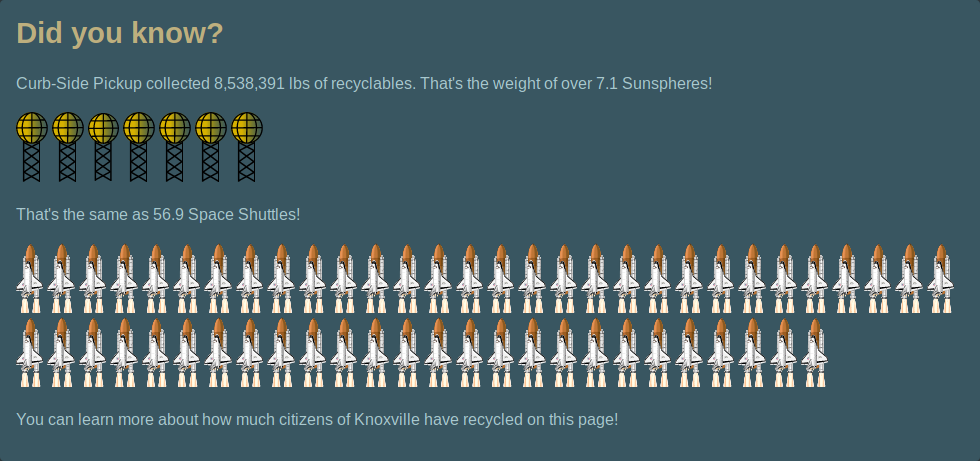 Did you know?
Curb-Side Pickup collected 8,538,391 lbs of recyclables. That's the weight of over 7.1 Sunspheres!
That's the same as 56.9 Space Shuttles!
You can learn more about how much citizens of Knoxville have recycled on this page!